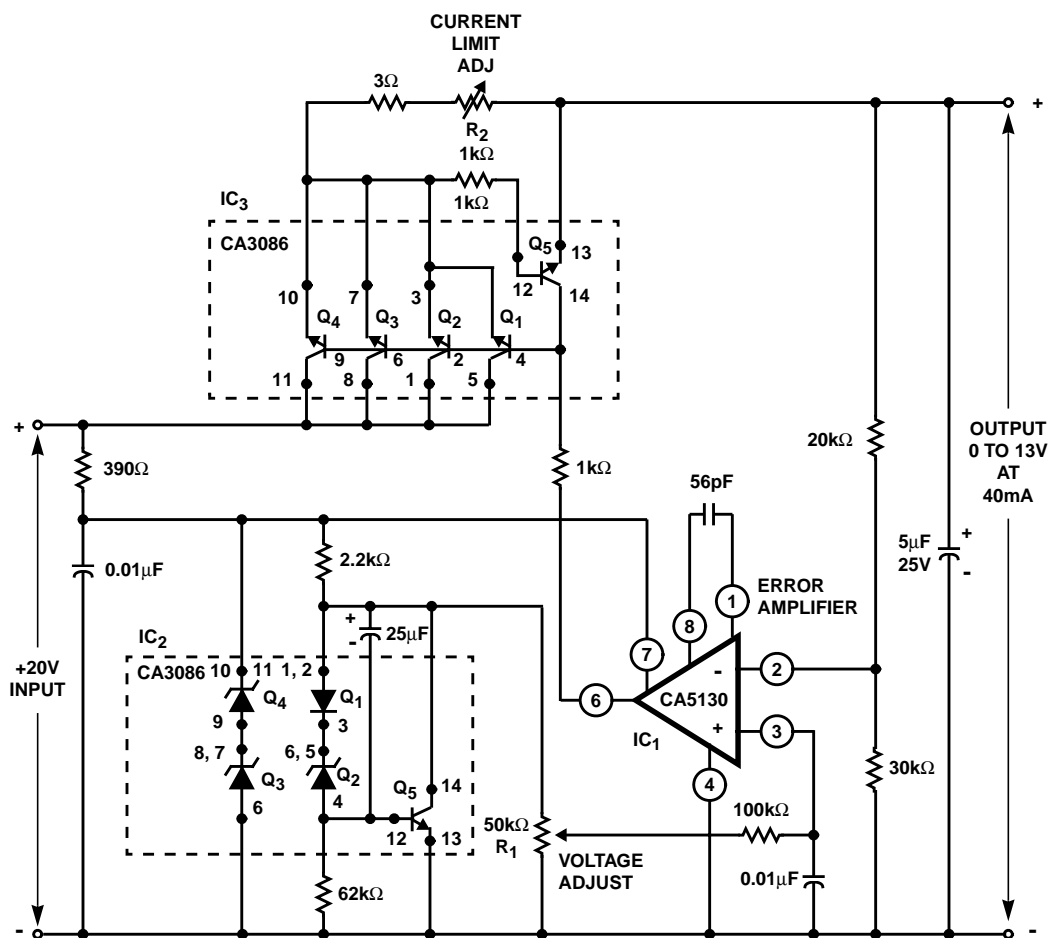 CURRENT
LIMIT
ADJ
3Ω
R2
1kΩ
1kΩ
+
+
IC3
CA3086
Q5
13
12
14
10
7
3
Q4
Q3
Q2
Q1
9
6
2
4
11
8
1
5
+
390Ω
1kΩ
20kΩ
OUTPUT
0 TO 13V
AT
40mA
56pF
5μF
25V
+
-
0.01μF
2.2kΩ
ERROR
AMPLIFIER
1
8
7
+
-
25μF
+20V
INPUT
IC2
CA3086
10
11
1, 2
Q4
Q1
9
3
8, 7
6, 5
Q3
Q2
6
4
Q5
14
12
13
6
-
2
CA5130
+
3
IC1
4
30kΩ
50kΩ
R1
100kΩ
VOLTAGE
ADJUST
0.01μF
62kΩ
-
-